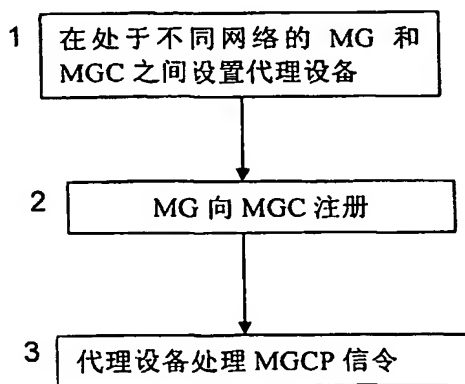 1
在处于不同网络的 MG 和
MGC 之间设置代理设备
2
MG 向 MGC 注册
3
代理设备处理 MGCP 信令